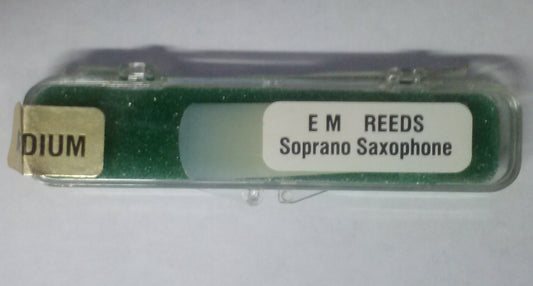 DIUM
E M REEDS
Soprano Saxophone